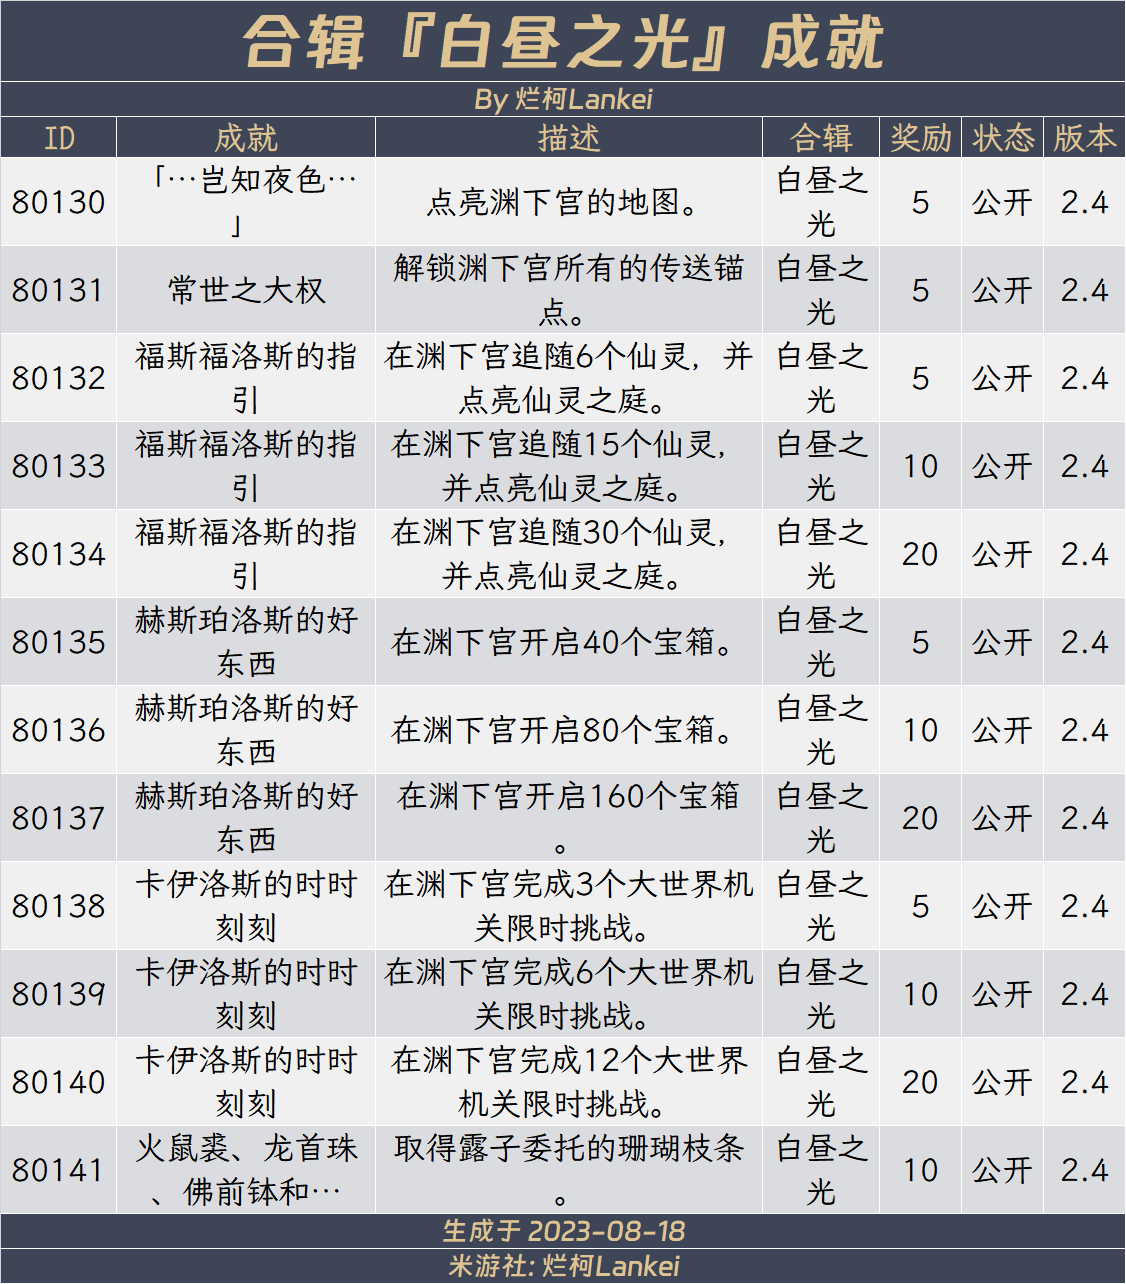 合辑『白昼之光』成就
By 烂柯Lankei
ID 成就 描述 合辑 奖励 状态 版本
80130 「…岂知夜色…」 点亮渊下宫的地图。 白昼之光 5 公开 2.4
80131 常世之大权 解锁渊下宫所有的传送锚点。 白昼之光 5 公开 2.4
80132 福斯福洛斯的指引 在渊下宫追随6个仙灵，并点亮仙灵之庭。 白昼之光 5 公开 2.4
80133 福斯福洛斯的指引 在渊下宫追随15个仙灵，并点亮仙灵之庭。 白昼之光 10 公开 2.4
80134 福斯福洛斯的指引 在渊下宫追随30个仙灵，并点亮仙灵之庭。 白昼之光 20 公开 2.4
80135 赫斯珀洛斯的好东西 在渊下宫开启40个宝箱。 白昼之光 5 公开 2.4
80136 赫斯珀洛斯的好东西 在渊下宫开启80个宝箱。 白昼之光 10 公开 2.4
80137 赫斯珀洛斯的好东西 在渊下宫开启160个宝箱。 白昼之光 20 公开 2.4
80138 卡伊洛斯的时时刻刻 在渊下宫完成3个大世界机关限时挑战。 白昼之光 5 公开 2.4
80139 卡伊洛斯的时时刻刻 在渊下宫完成6个大世界机关限时挑战。 白昼之光 10 公开 2.4
80140 卡伊洛斯的时时刻刻 在渊下宫完成12个大世界机关限时挑战。 白昼之光 20 公开 2.4
80141 火鼠裘、龙首珠、佛前钵和… 取得露子委托的珊瑚枝条。 白昼之光 10 公开 2.4
生成于 2023-08-18
米游社: 烂柯Lankei